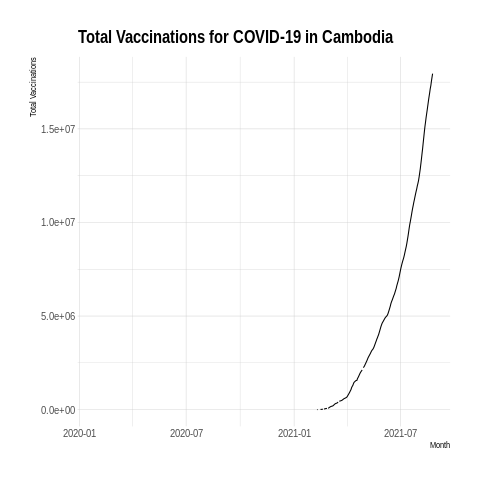 Total Vaccinations for COVID-19 in Cambodia
Total Vaccinations
1.5e+07
1.0e+07
5.0e+06
0.0e+00
2020-01 2020-07 2021-01 2021-07
Month